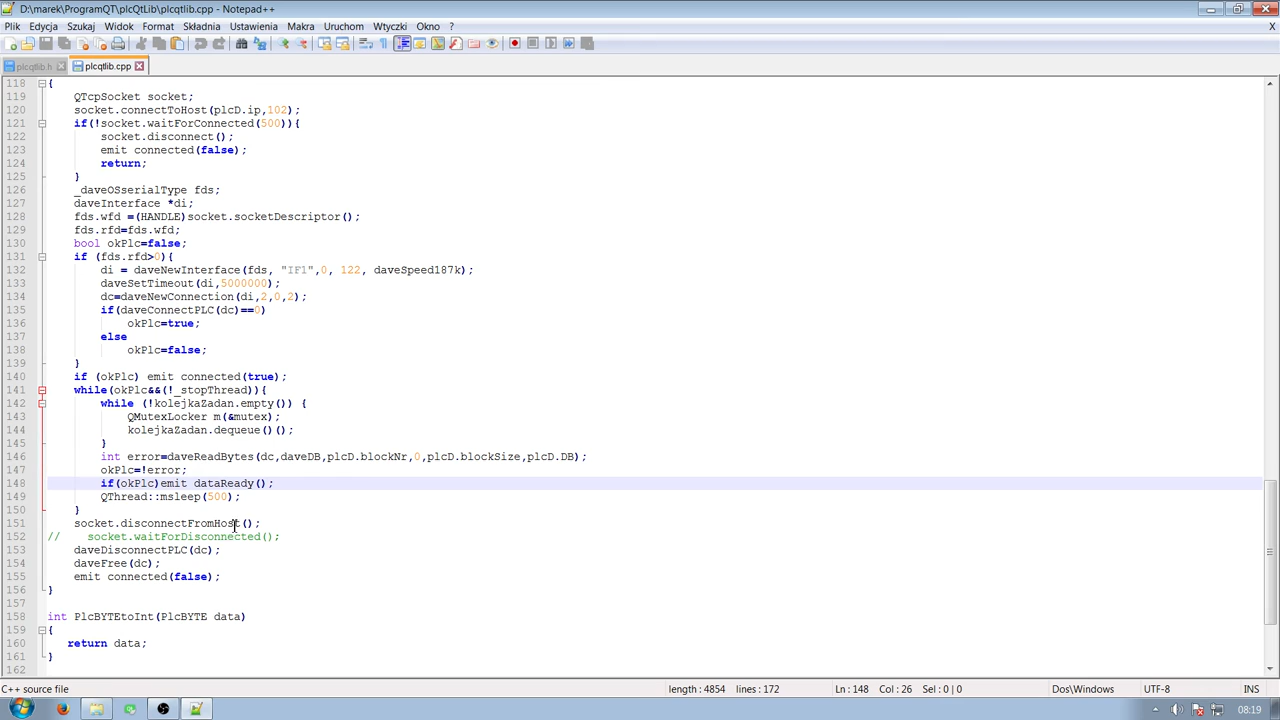 D:\marek\ProgramQT\plcQtLib\plcqtlib.cpp - Notepad++
Plik Edycja Szukaj Widok Format Składnia Ustawienia Makra Uruchom Wtyczki Okno ?
plcqtlib.h plcqtlib.cpp
118 {
119 QTcpSocket socket;
120 socket.connectToHost(plcD.ip,102);
121 if(!socket.waitForConnected(500)){
122 socket.disconnect();
123 emit connected(false);
124 return;
125 }
126 _daveOSserialType fds;
127 daveInterface *di;
128 fds.wfd =(HANDLE)socket.socketDescriptor();
129 fds.rfd=fds.wfd;
130 bool okPlc=false;
131 if (fds.rfd>0){
132 di = daveNewInterface(fds, "IF1",0, 122, daveSpeed187k);
133 daveSetTimeout(di,5000000);
134 dc=daveNewConnection(di,2,0,2);
135 if(daveConnectPLC(dc)==0)
136 okPlc=true;
137 else
138 okPlc=false;
139 }
140 if (okPlc) emit connected(true);
141 while(okPlc&&(!_stopThread)){
142 while (!kolejkaZadan.empty()) {
143 QMutexLocker m(&mutex);
144 kolejkaZadan.dequeue()();
145 }
146 int error=daveReadBytes(dc,daveDB,plcD.blockNr,0,plcD.blockSize,plcD.DB);
147 okPlc=!error;
148 if(okPlc)emit dataReady();
149 QThread::msleep(500);
150 }
151 socket.disconnectFromHost();
152 // socket.waitForDisconnected();
153 daveDisconnectPLC(dc);
154 daveFree(dc);
155 emit connected(false);
156 }
157
158 int PlcBYTEtoInt(PlcBYTE data)
159 {
160 return data;
161 }
162
C++ source file length : 4854 lines : 172 Ln : 148 Col : 26 Sel : 0 | 0 Dos\Windows UTF-8 INS
08:19